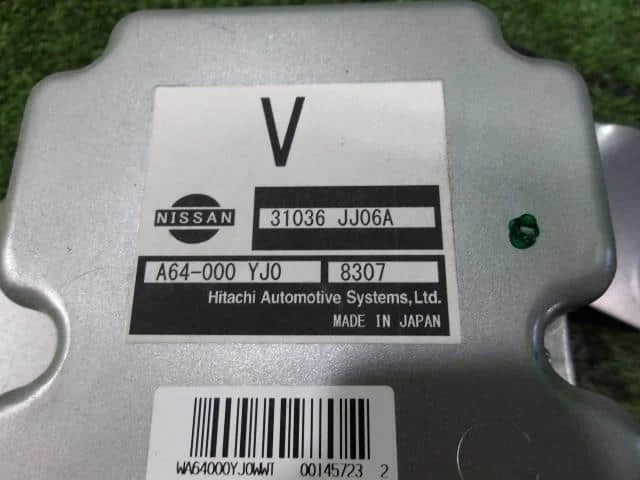 V
NISSAN
31036 JJ06A
A64-000 YJ0
8307
Hitachi Automotive Systems, Ltd.
MADE IN JAPAN
WA64000YJ0WWT 00145723 2